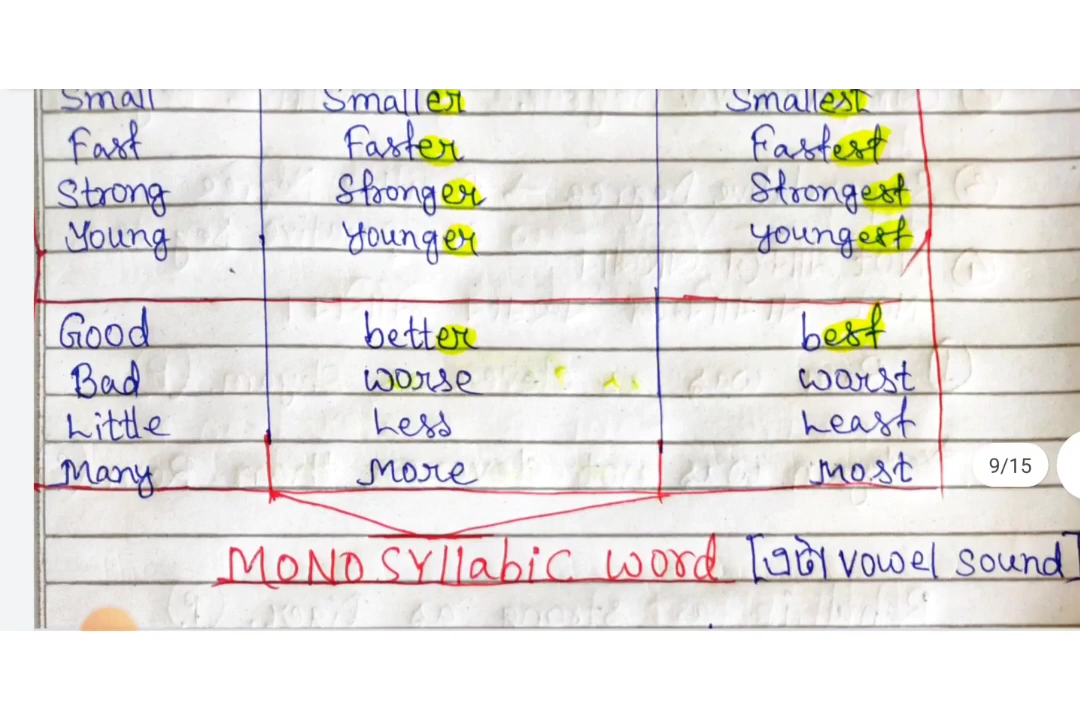 Small Smaller Smallest
Fast Faster Fastest
Strong Stronger Strongest
Young younger youngest
Good better best
Bad worse worst
Little Less Least
Many More Most
9/15
MONOSYllabic word [ vowel sound]